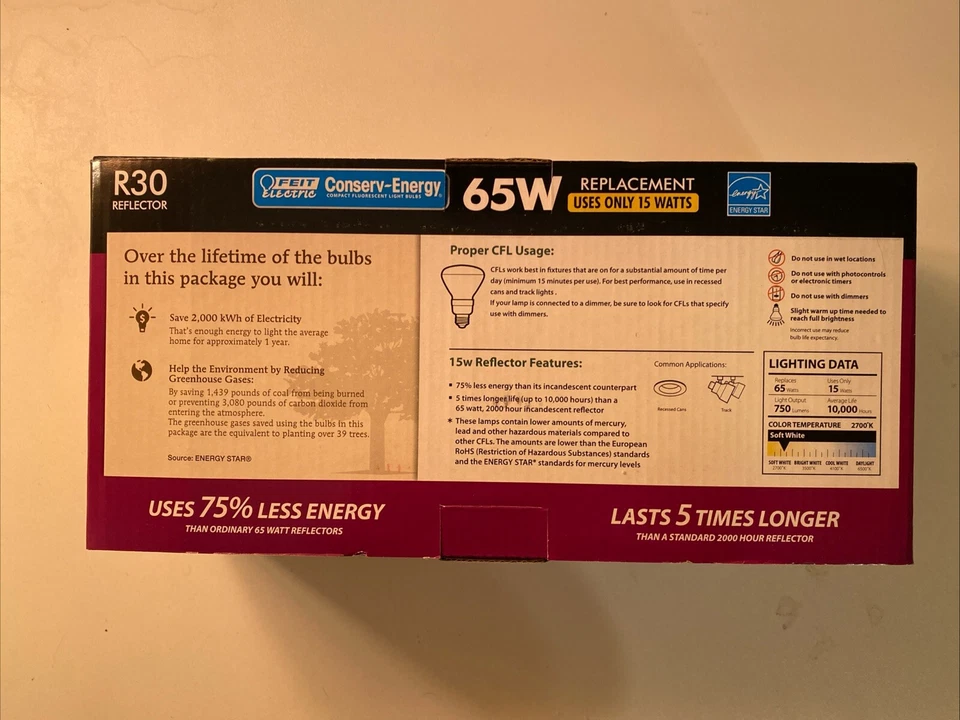 R30
REFLECTOR
FEIT
electric
Conserv-Energy
COMPACT FLUORESCENT LIGHT BULBS
65W
REPLACEMENT
USES ONLY 15 WATTS
energy
ENERGY STAR
Over the lifetime of the bulbs
in this package you will:
Save 2,000 kWh of Electricity
That's enough energy to light the average
home for approximately 1 year.
Help the Environment by Reducing
Greenhouse Gases:
By saving 1,439 pounds of coal from being burned
or preventing 3,080 pounds of carbon dioxide from
entering the atmosphere.
The greenhouse gases saved using the bulbs in this
package are the equivalent to planting over 39 trees.
Source: ENERGY STAR®
Proper CFL Usage:
CFLs work best in fixtures that are on for a substantial amount of time per
day (minimum 15 minutes per use). For best performance, use in recessed
cans and track lights .
If your lamp is connected to a dimmer, be sure to look for CFLs that specify
use with dimmers.
Do not use in wet locations
Do not use with photocontrols
or electronic timers
Do not use with dimmers
Slight warm up time needed to
reach full brightness
Incorrect use may reduce
bulb life expectancy.
15w Reflector Features:
• 75% less energy than its incandescent counterpart
• 5 times longer life (up to 10,000 hours) than a
65 watt, 2000 hour incandescent reflector
• These lamps contain lower amounts of mercury,
lead and other hazardous materials compared to
other CFLs. The amounts are lower than the European
RoHS (Restriction of Hazardous Substances) standards
and the ENERGY STAR® standards for mercury levels
Common Applications:
Recessed Cans
Track
LIGHTING DATA
Replaces
65 Watts
Uses Only
15 Watts
Light Output
750 Lumens
Average Life
10,000 Hours
COLOR TEMPERATURE 2700°K
Soft White
SOFT WHITE BRIGHT WHITE COOL WHITE DAYLIGHT
2700°K 3500°K 4100°K 6500°K
USES 75% LESS ENERGY
THAN ORDINARY 65 WATT REFLECTORS
LASTS 5 TIMES LONGER
THAN A STANDARD 2000 HOUR REFLECTOR